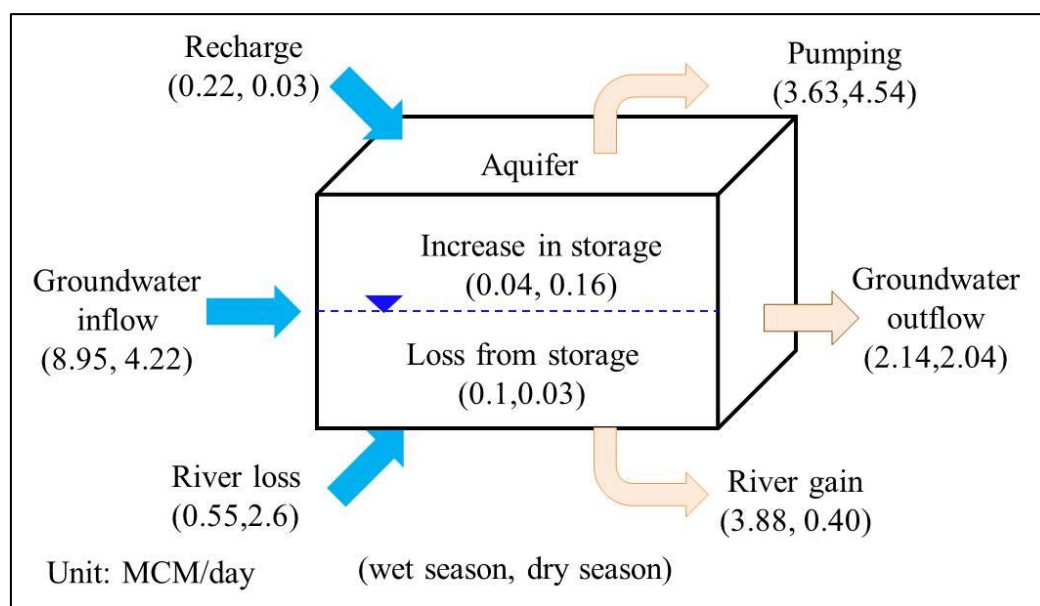 Recharge
(0.22, 0.03)
Pumping
(3.63,4.54)
Aquifer
Increase in storage
(0.04, 0.16)
Groundwater
inflow
(8.95, 4.22)
Groundwater
outflow
(2.14,2.04)
Loss from storage
(0.1,0.03)
River loss
(0.55,2.6)
River gain
(3.88, 0.40)
Unit: MCM/day
(wet season, dry season)